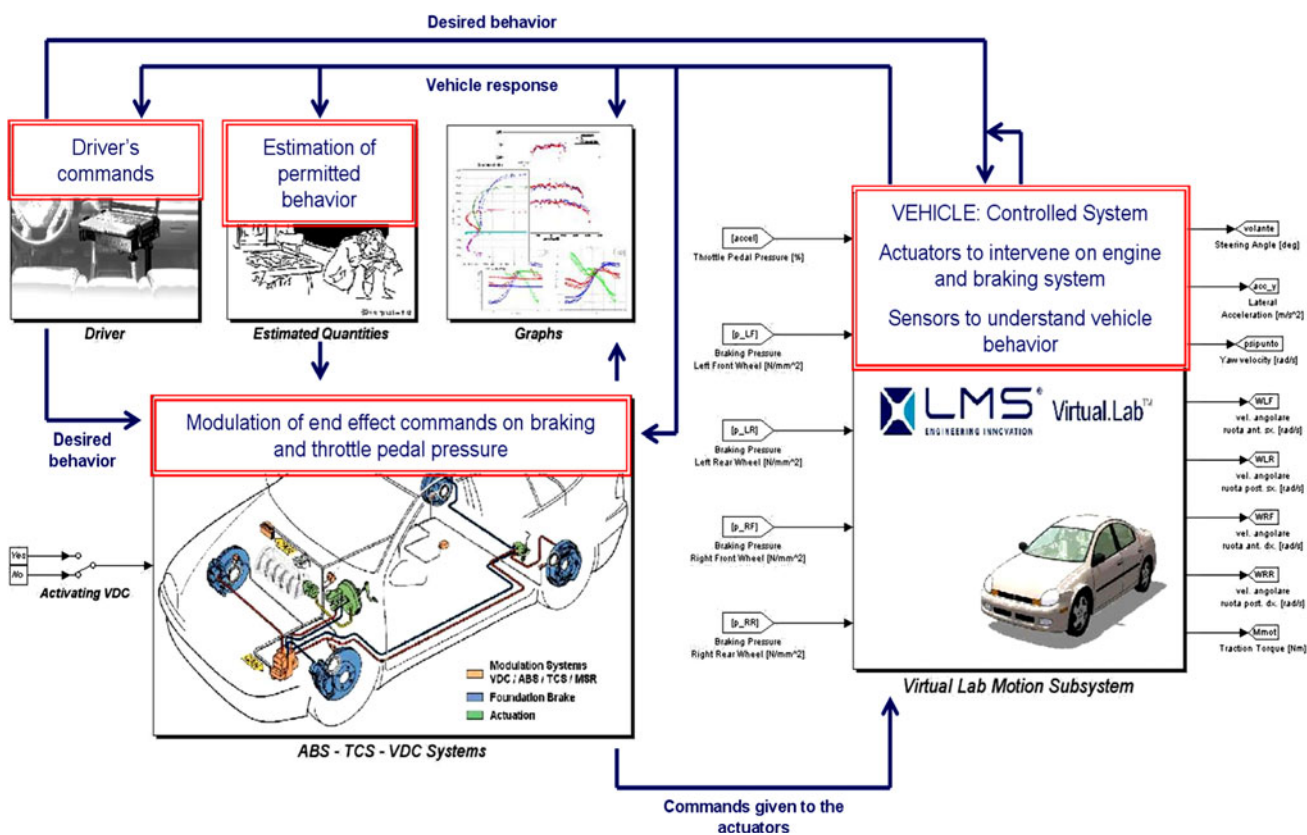 Desired behavior
Vehicle response
Driver's
commands
Driver
Estimation of
permitted
behavior
Estimated Quantities
Graphs
Desired
behavior
Modulation of end effect commands on braking
and throttle pedal pressure
Yes
No
Activating VDC
Modulation Systems
VDC / ABS / TCS / MSR
Foundation Brake
Actuation
ABS - TCS - VDC Systems
Commands given to the
actuators
[accel]
Throttle Pedal Pressure [%]
[p_LF]
Braking Pressure
Left Front Wheel [N/mm^2]
[p_LR]
Braking Pressure
Left Rear Wheel [N/mm^2]
[p_RF]
Braking Pressure
Right Front Wheel [N/mm^2]
[p_RR]
Braking Pressure
Right Rear Wheel [N/mm^2]
VEHICLE: Controlled System
Actuators to intervene on engine
and braking system
Sensors to understand vehicle
behavior
LMS®
ENGINEERING INNOVATION
Virtual.Lab™
Virtual Lab Motion Subsystem
volante
Steering Angle [deg]
acc_y
Lateral
Acceleration [m/s^2]
psipunto
Yaw velocity [rad/s]
WLF
vel. angolare
ruota ant. sx. [rad/s]
WLR
vel. angolare
ruota post. sx. [rad/s]
WRF
vel. angolare
ruota ant. dx. [rad/s]
WRR
vel. angolare
ruota post. dx. [rad/s]
Mmot
Traction Torque [Nm]